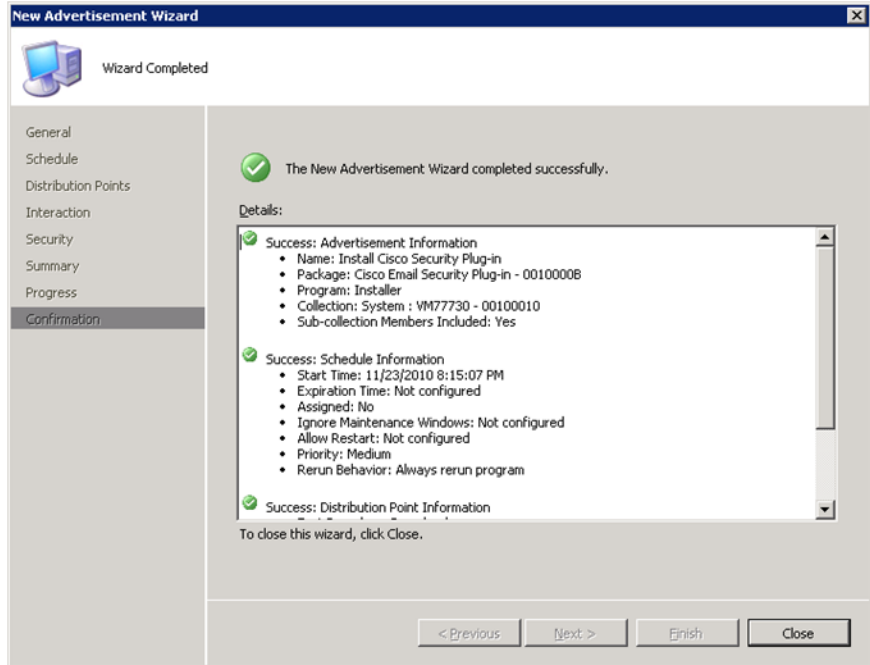 New Advertisement Wizard
Wizard Completed
General
Schedule
Distribution Points
Interaction
Security
Summary
Progress
Confirmation
The New Advertisement Wizard completed successfully.
Details:
Success: Advertisement Information
• Name: Install Cisco Security Plug-in
• Package: Cisco Email Security Plug-in - 0010000B
• Program: Installer
• Collection: System : VM77730 - 00100010
• Sub-collection Members Included: Yes
Success: Schedule Information
• Start Time: 11/23/2010 8:15:07 PM
• Expiration Time: Not configured
• Assigned: No
• Ignore Maintenance Windows: Not configured
• Allow Restart: Not configured
• Priority: Medium
• Rerun Behavior: Always rerun program
Success: Distribution Point Information
To close this wizard, click Close.
< Previous
Next >
Finish
Close